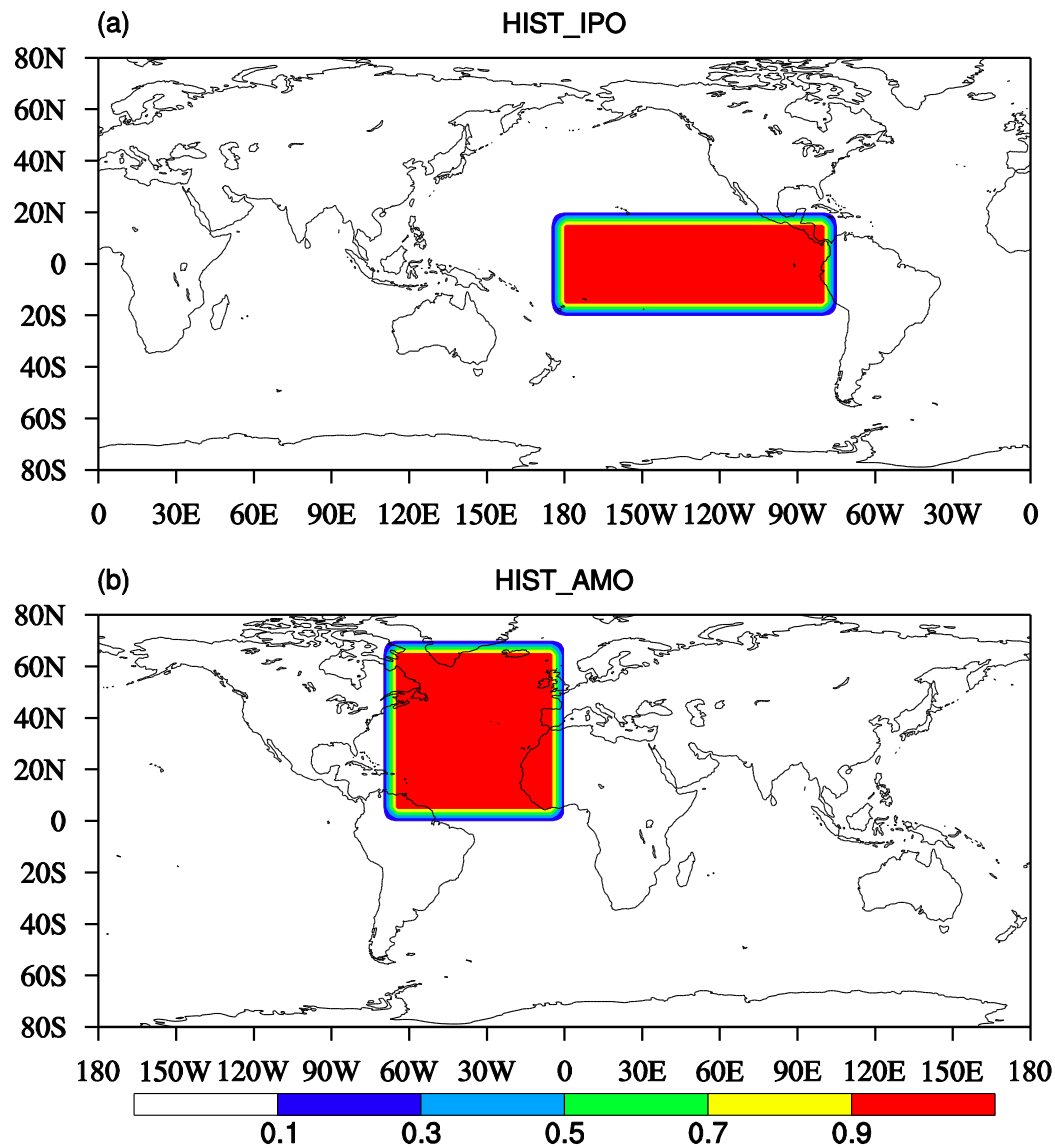 (a) HIST_IPO
80N
60N
40N
20N
0
20S
40S
60S
80S
0 30E 60E 90E 120E 150E 180 150W 120W 90W 60W 30W 0
(b) HIST_AMO
80N
60N
40N
20N
0
20S
40S
60S
80S
180 150W 120W 90W 60W 30W 0 30E 60E 90E 120E 150E 180
0.1 0.3 0.5 0.7 0.9